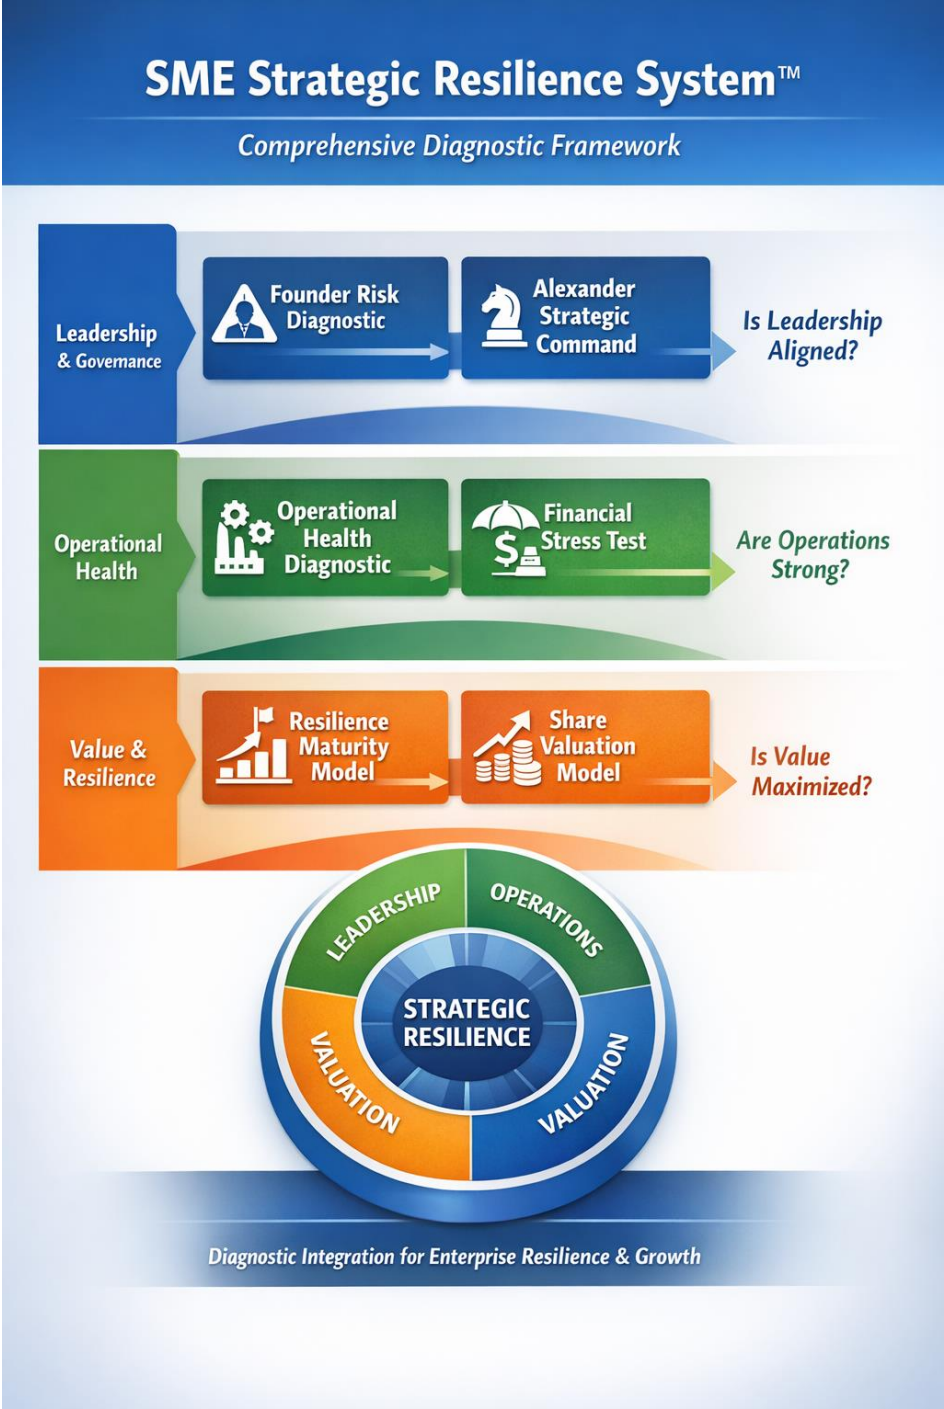 SME Strategic Resilience System™
Comprehensive Diagnostic Framework
Leadership
& Governance
Founder Risk
Diagnostic
Alexander
Strategic
Command
Is Leadership
Aligned?
Operational
Health
Operational
Health
Diagnostic
$
Financial
Stress Test
Are Operations
Strong?
Value &
Resilience
Resilience
Maturity
Model
Share
Valuation
Model
Is Value
Maximized?
LEADERSHIP
OPERATIONS
STRATEGIC
RESILIENCE
VALUATION
VALUATION
Diagnostic Integration for Enterprise Resilience & Growth